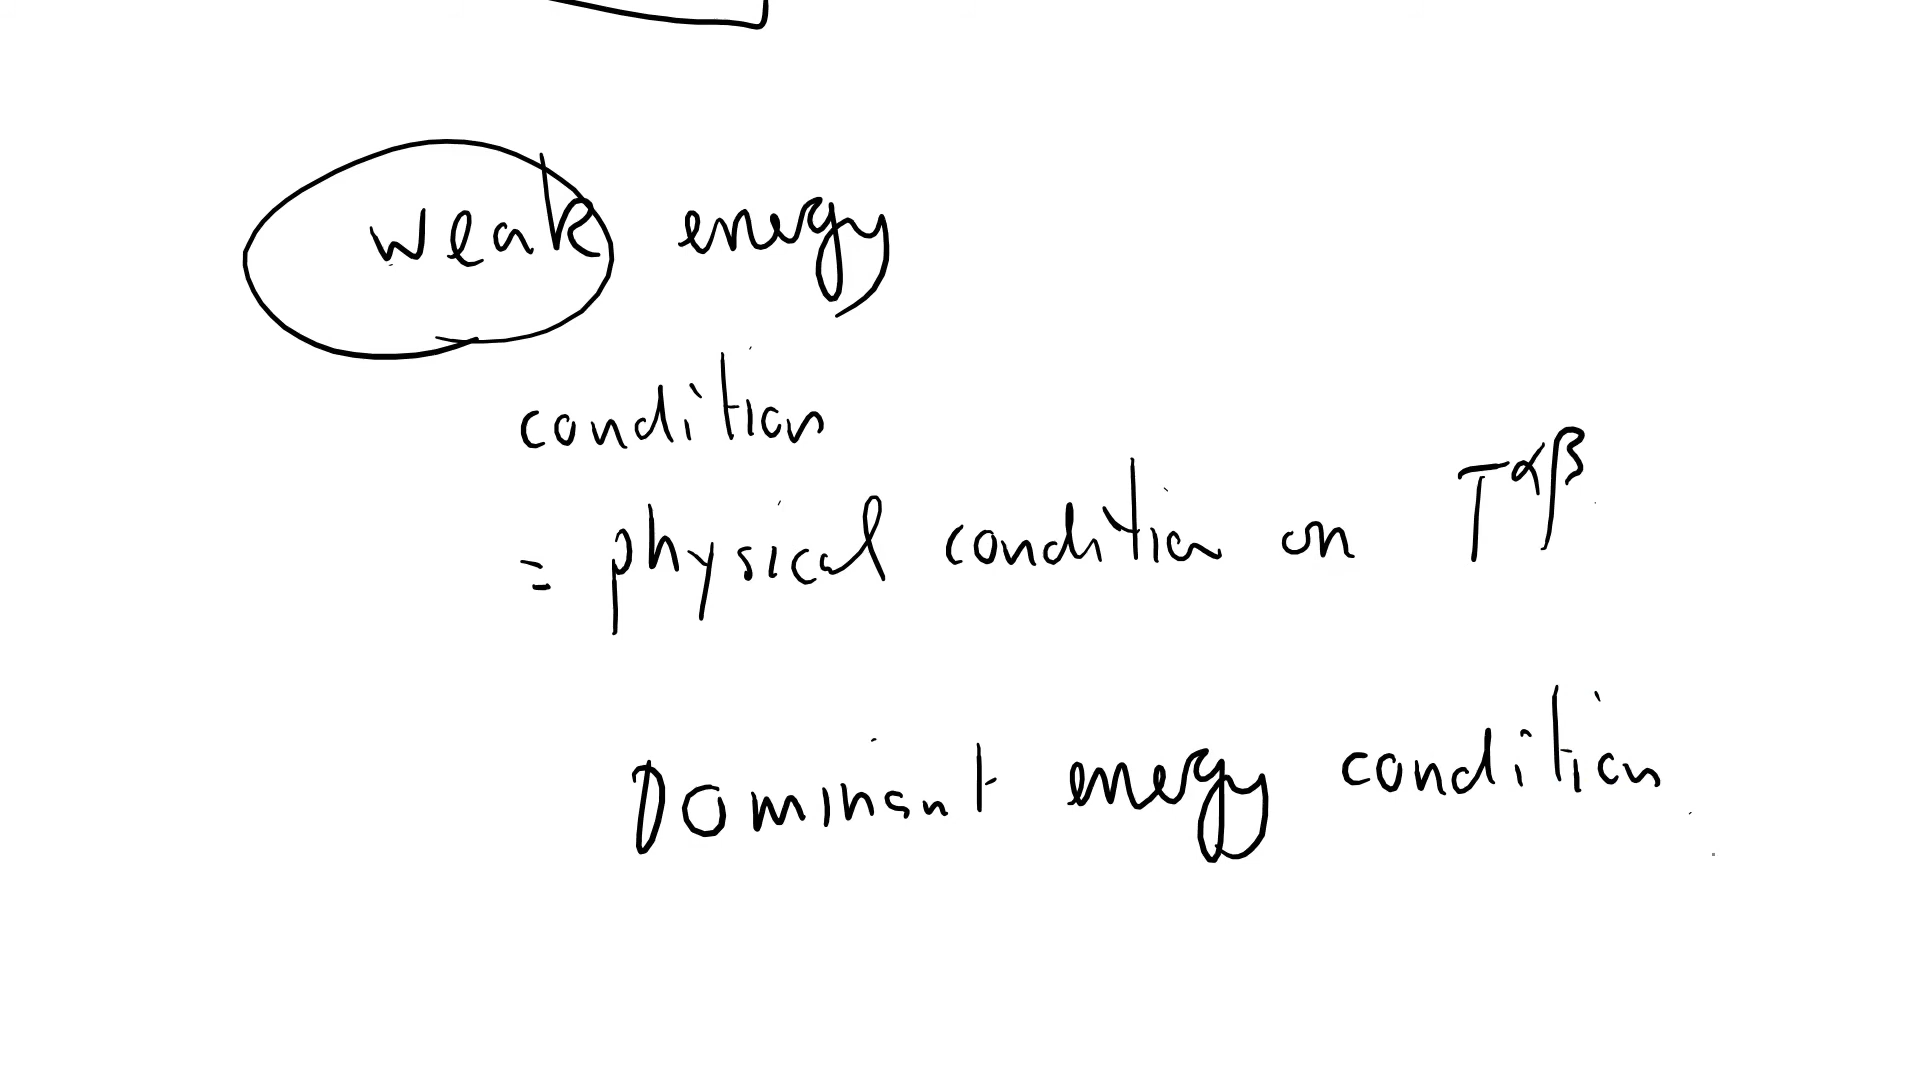 weak energy
condition
= physical condition on T^{αβ}
Dominant energy condition